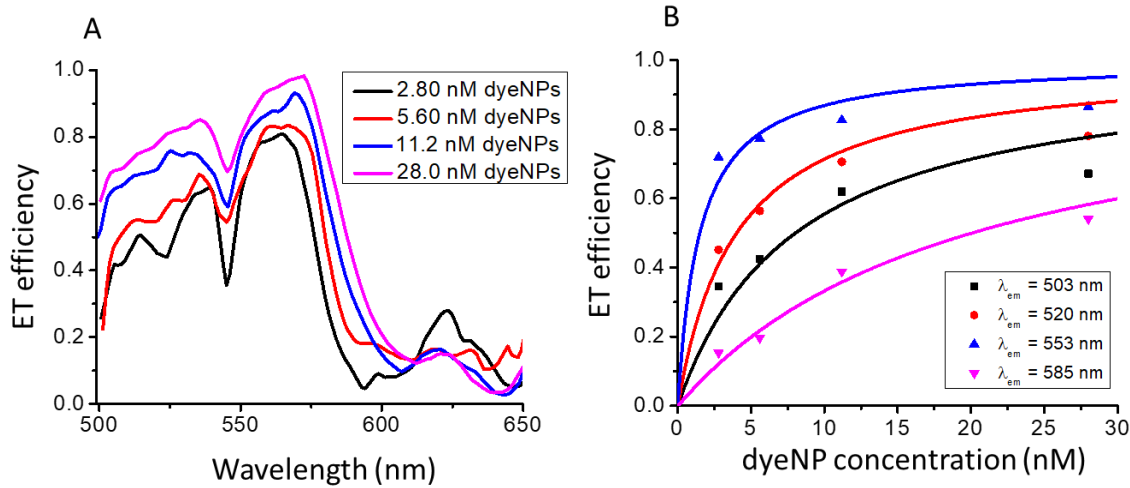 A
ET efficiency
1.0
0.8
0.6
0.4
0.2
0.0
500
550
600
650
Wavelength (nm)
2.80 nM dyeNPs
5.60 nM dyeNPs
11.2 nM dyeNPs
28.0 nM dyeNPs
B
ET efficiency
1.0
0.8
0.6
0.4
0.2
0.0
0
5
10
15
20
25
30
dyeNP concentration (nM)
λem = 503 nm
λem = 520 nm
λem = 553 nm
λem = 585 nm